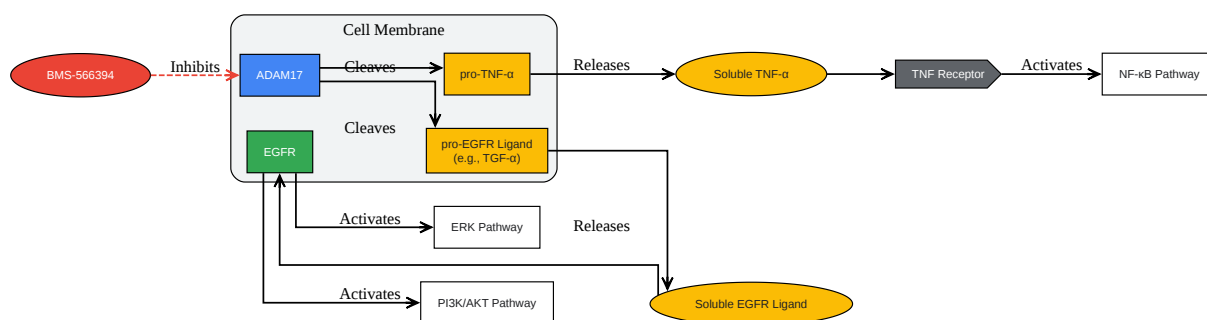 Cell Membrane
BMS-566394
Inhibits
ADAM17
Cleaves
pro-TNF-α
Releases
Soluble TNF-α
TNF Receptor
Activates
NF-κB Pathway
Cleaves
EGFR
pro-EGFR Ligand
(e.g., TGF-α)
Activates
ERK Pathway
Releases
Activates
PI3K/AKT Pathway
Soluble EGFR Ligand